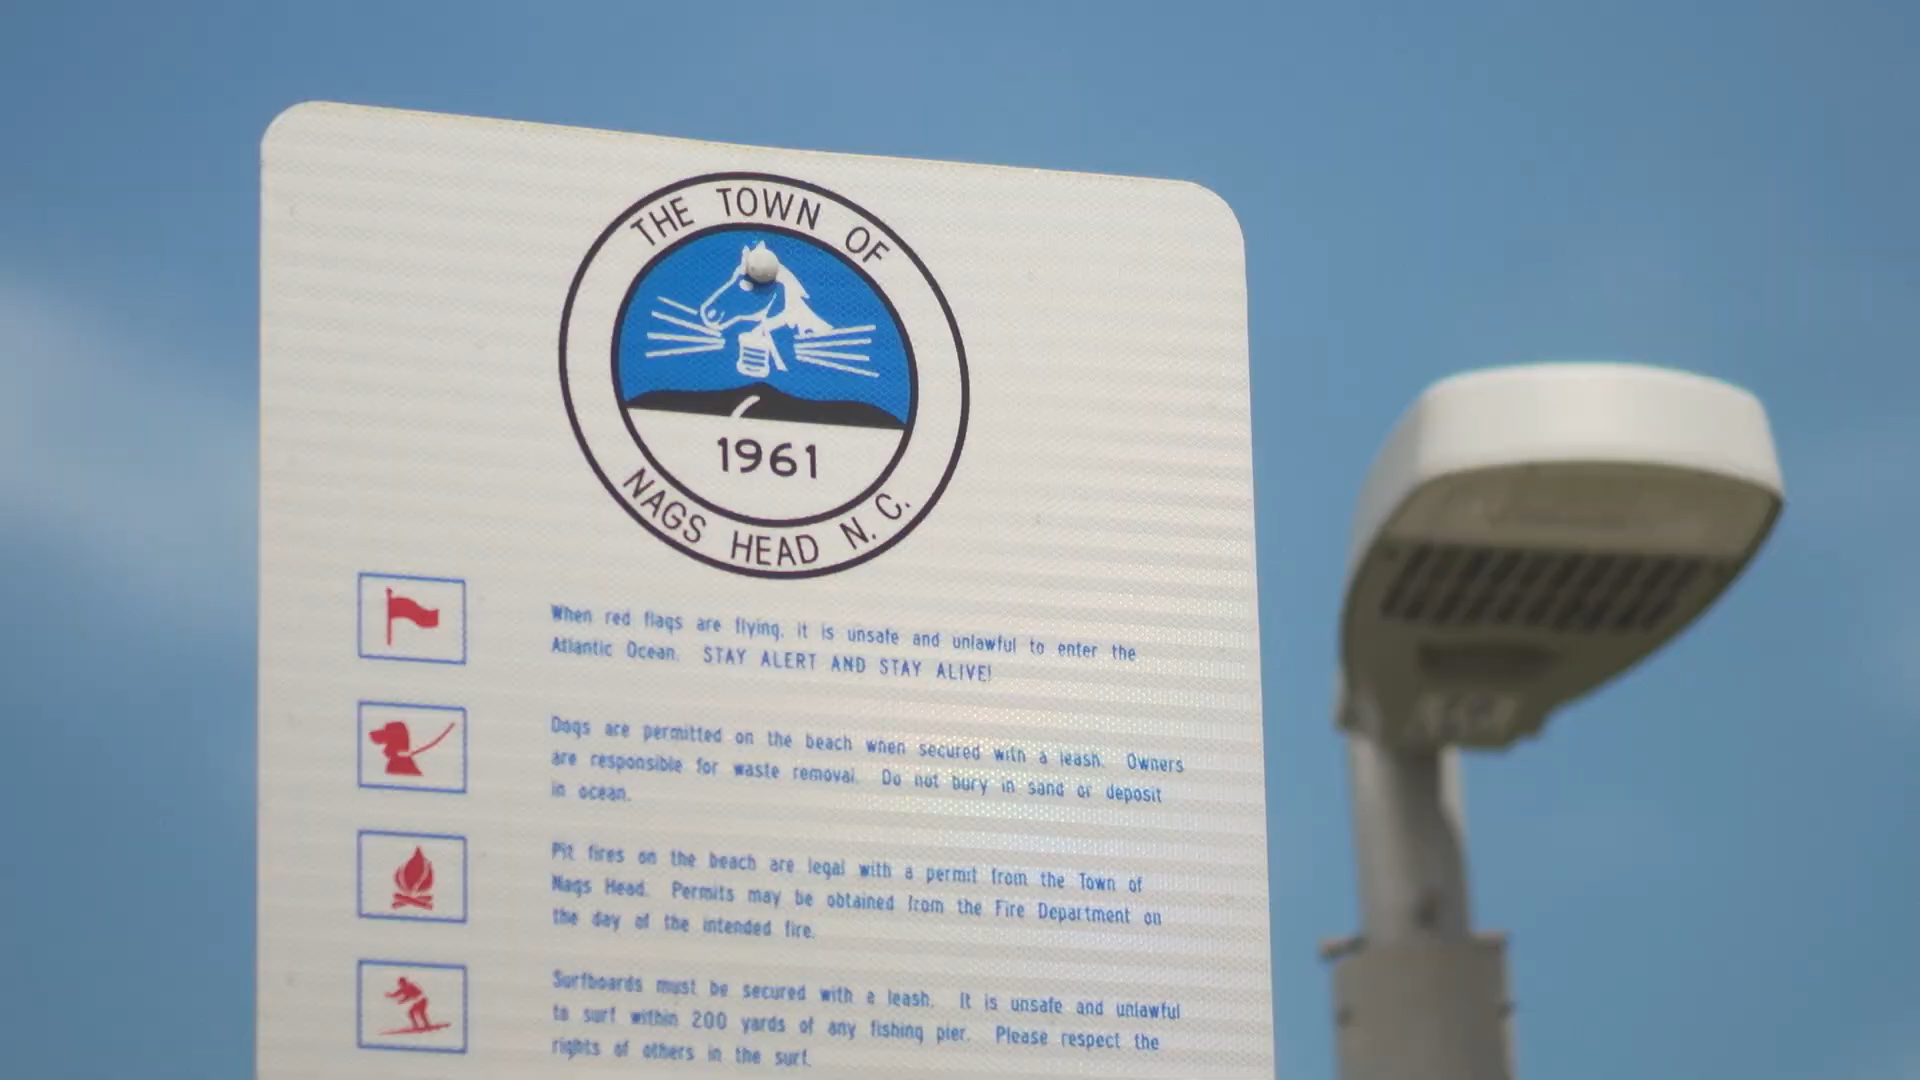 THE TOWN OF
1961
NAGS HEAD N. C.
When red flags are flying, it is unsafe and unlawful to enter the
Atlantic Ocean. STAY ALERT AND STAY ALIVE!
Dogs are permitted on the beach when secured with a leash. Owners
are responsible for waste removal. Do not bury in sand or deposit
in ocean.
Pit fires on the beach are legal with a permit from the Town of
Nags Head. Permits may be obtained from the Fire Department on
the day of the intended fire.
Surfboards must be secured with a leash. It is unsafe and unlawful
to surf within 200 yards of any fishing pier. Please respect the
rights of others in the surf.